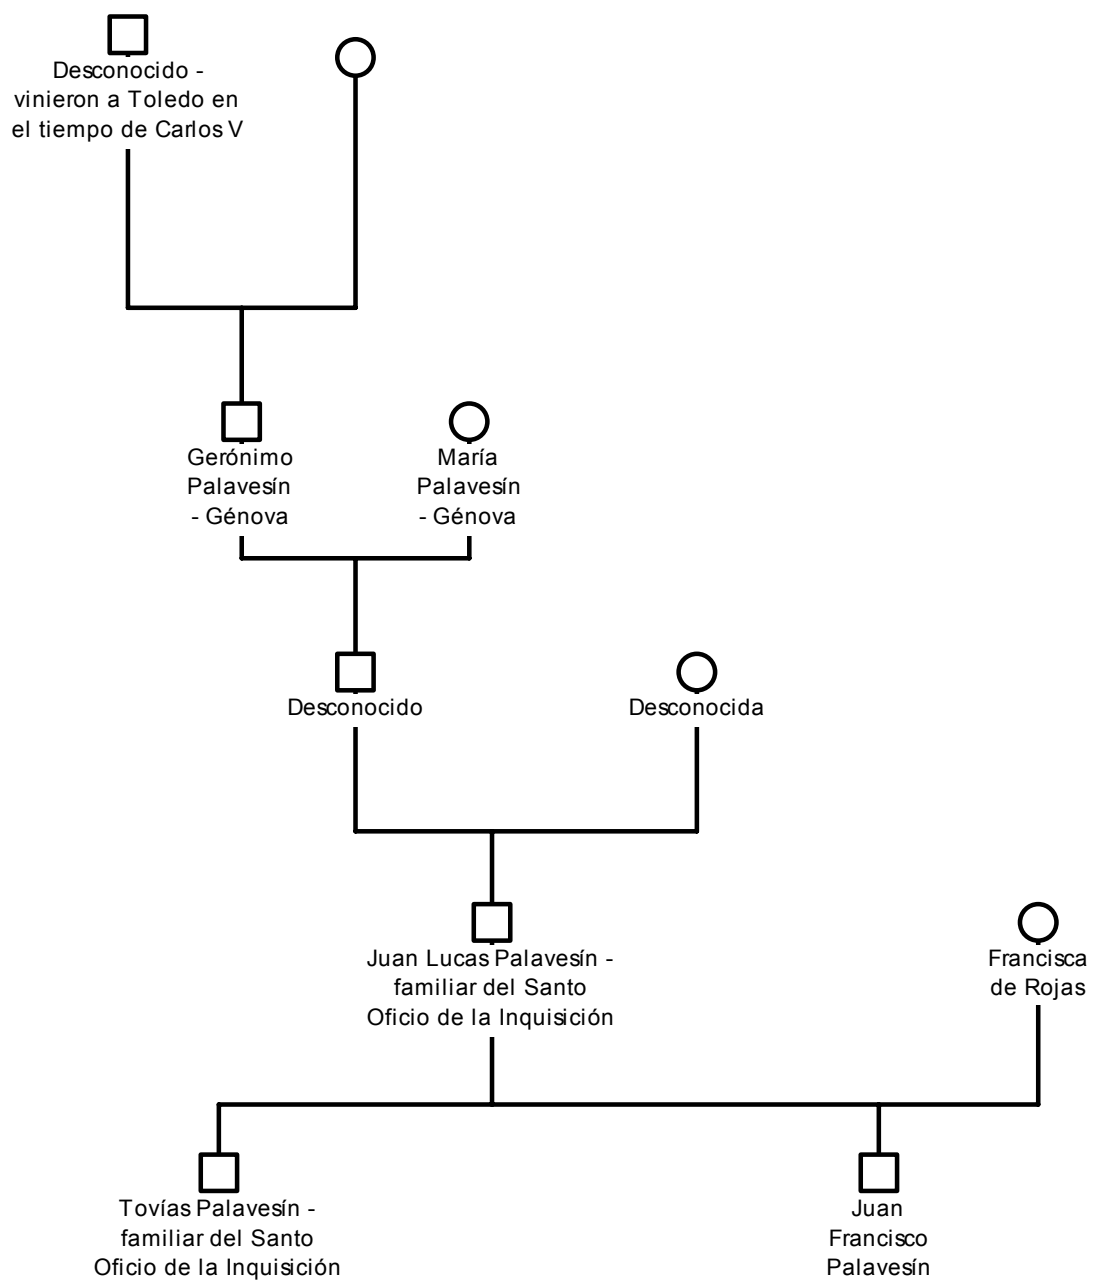 Desconocido -
vinieron a Toledo en
el tiempo de Carlos V
Gerónimo
Palavesín
- Génova
María
Palavesín
- Génova
Desconocido
Desconocida
Juan Lucas Palavesín -
familiar del Santo
Oficio de la Inquisición
Francisca
de Rojas
Tovías Palavesín -
familiar del Santo
Oficio de la Inquisición
Juan
Francisco
Palavesín